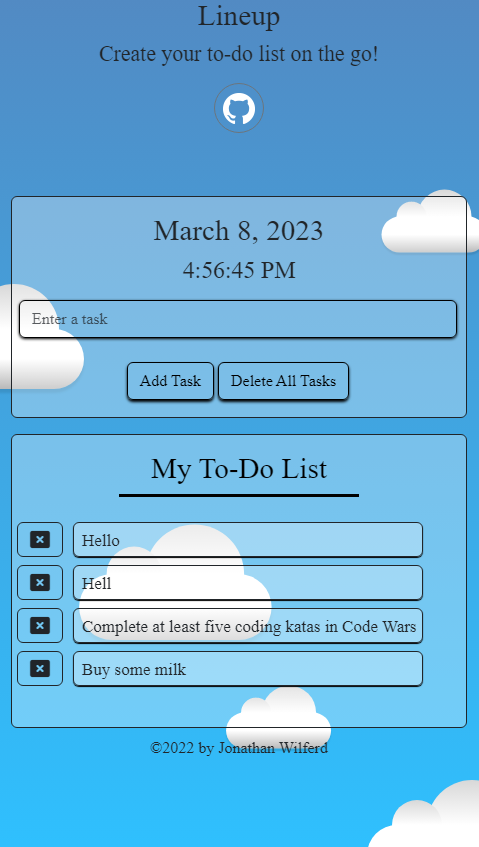 Lineup
Create your to-do list on the go!
March 8, 2023
4:56:45 PM
Enter a task
Add Task Delete All Tasks
My To-Do List
Hello
Hell
Complete at least five coding katas in Code Wars
Buy some milk
©2022 by Jonathan Wilferd